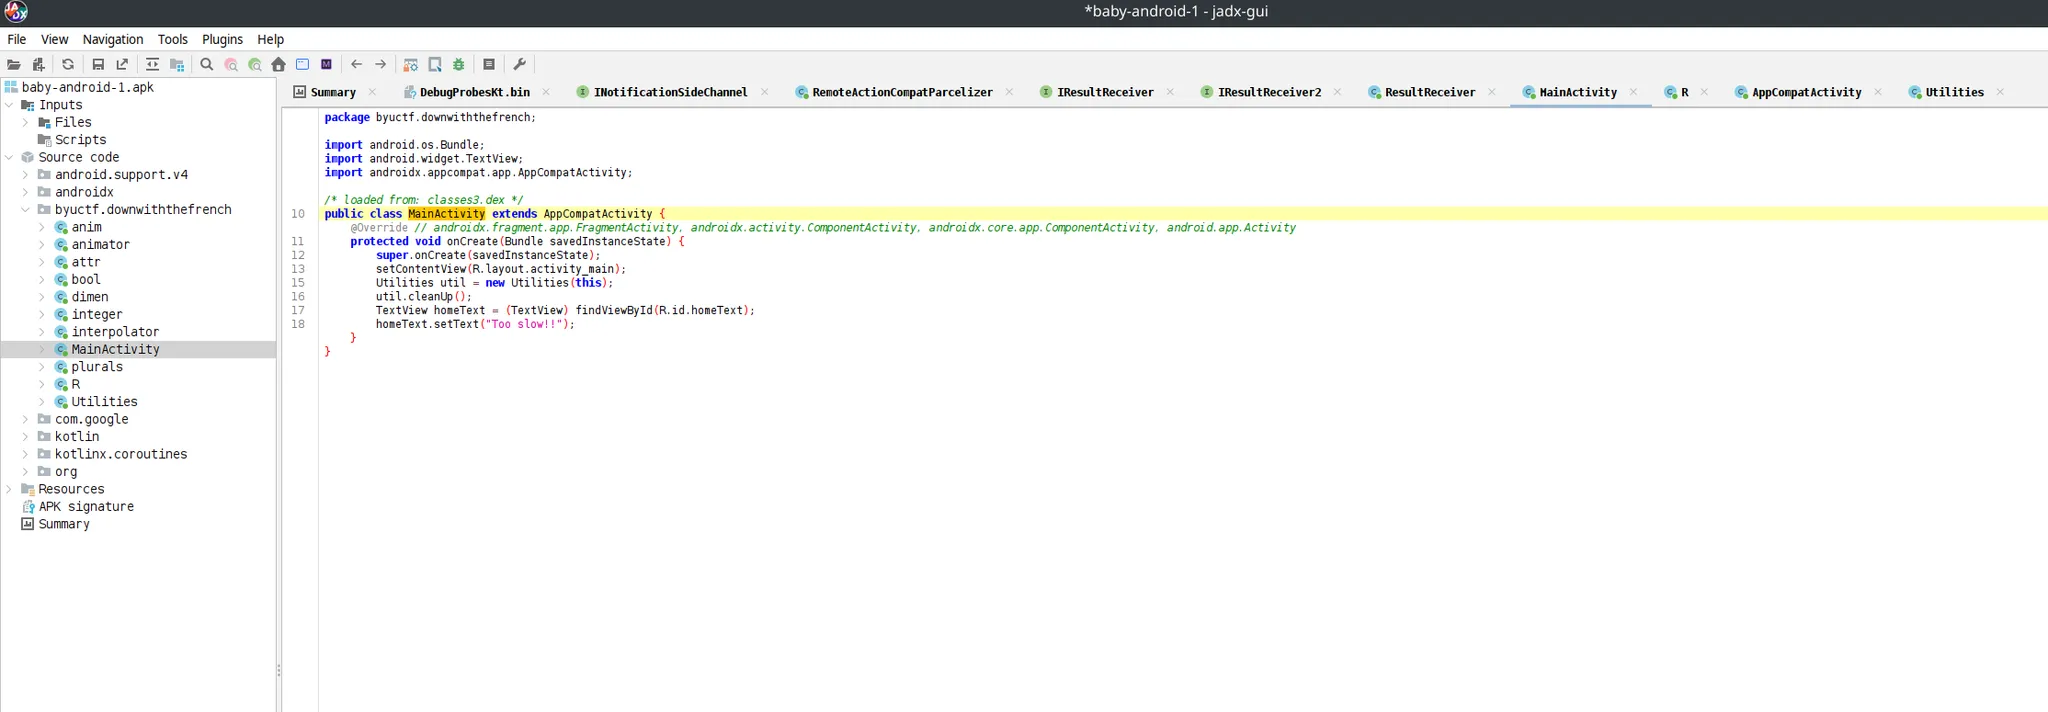 *baby-android-1 - jadx-gui
File View Navigation Tools Plugins Help
Summary DebugProbesKt.bin INotificationSideChannel RemoteActionCompatParcelizer IResultReceiver IResultReceiver2 ResultReceiver MainActivity R AppCompatActivity Utilities
baby-android-1.apk
Inputs
Files
Scripts
Source code
android.support.v4
androidx
byuctf.downwiththefrench
anim
animator
attr
bool
dimen
integer
interpolator
MainActivity
plurals
R
Utilities
com.google
kotlin
kotlinx.coroutines
org
Resources
APK signature
Summary
package byuctf.downwiththefrench;
import android.os.Bundle;
import android.widget.TextView;
import androidx.appcompat.app.AppCompatActivity;
/* loaded from: classes3.dex */
10 public class MainActivity extends AppCompatActivity {
@Override // androidx.fragment.app.FragmentActivity, androidx.activity.ComponentActivity, androidx.core.app.ComponentActivity, android.app.Activity
11 protected void onCreate(Bundle savedInstanceState) {
12 super.onCreate(savedInstanceState);
13 setContentView(R.layout.activity_main);
15 Utilities util = new Utilities(this);
16 util.cleanUp();
17 TextView homeText = (TextView) findViewById(R.id.homeText);
18 homeText.setText("Too slow!!");
}
}